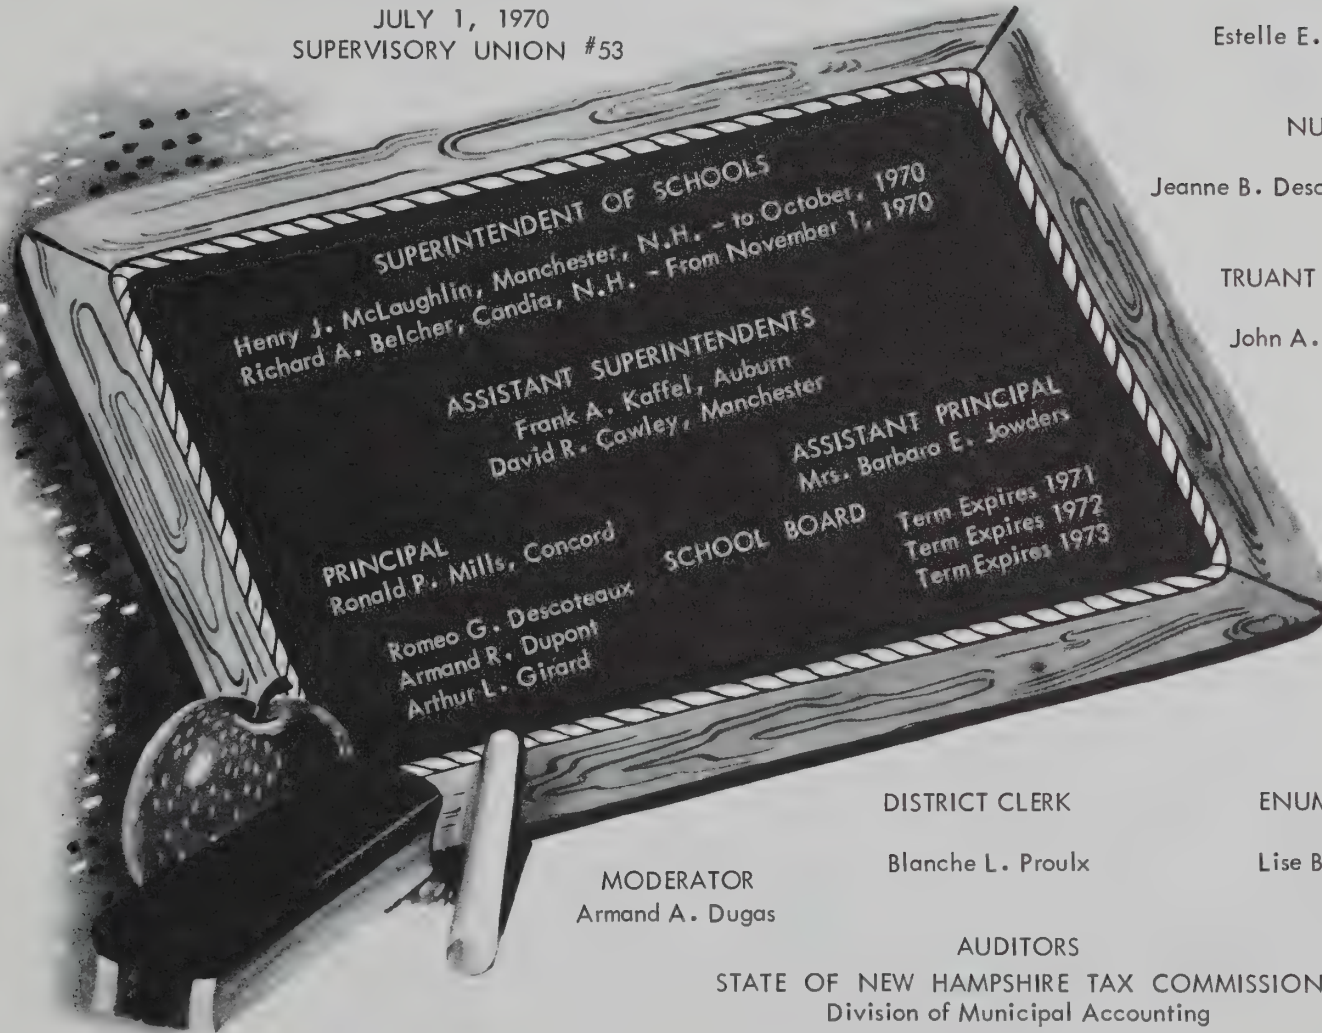 JULY 1, 1970
SUPERVISORY UNION #53
Estelle E.
Jeanne B.
TRUANT
John A.
SUPERINTENDENT OF SCHOOLS
Henry J. McLaughlin, Manchester, N.H. - to October, 1970
Richard A. Belcher, Candia, N.H. - From November 1, 1970
ASSISTANT SUPERINTENDENTS
Frank A. Kaffel, Auburn
David R. Cawley, Manchester
ASSISTANT PRINCIPAL
Mrs. Barbara E. Jowders
PRINCIPAL
Ronald P. Mills, Concord
SCHOOL BOARD
Romeo G. Descoteaux Term Expires 1971
Armand R. Dupont Term Expires 1972
Arthur L. Girard Term Expires 1973
DISTRICT CLERK
Blanche L. Proulx
Lise
MODERATOR
Armand A. Dugas
AUDITORS
STATE OF NEW HAMPSHIRE TAX COMMISSION
Division of Municipal Accounting